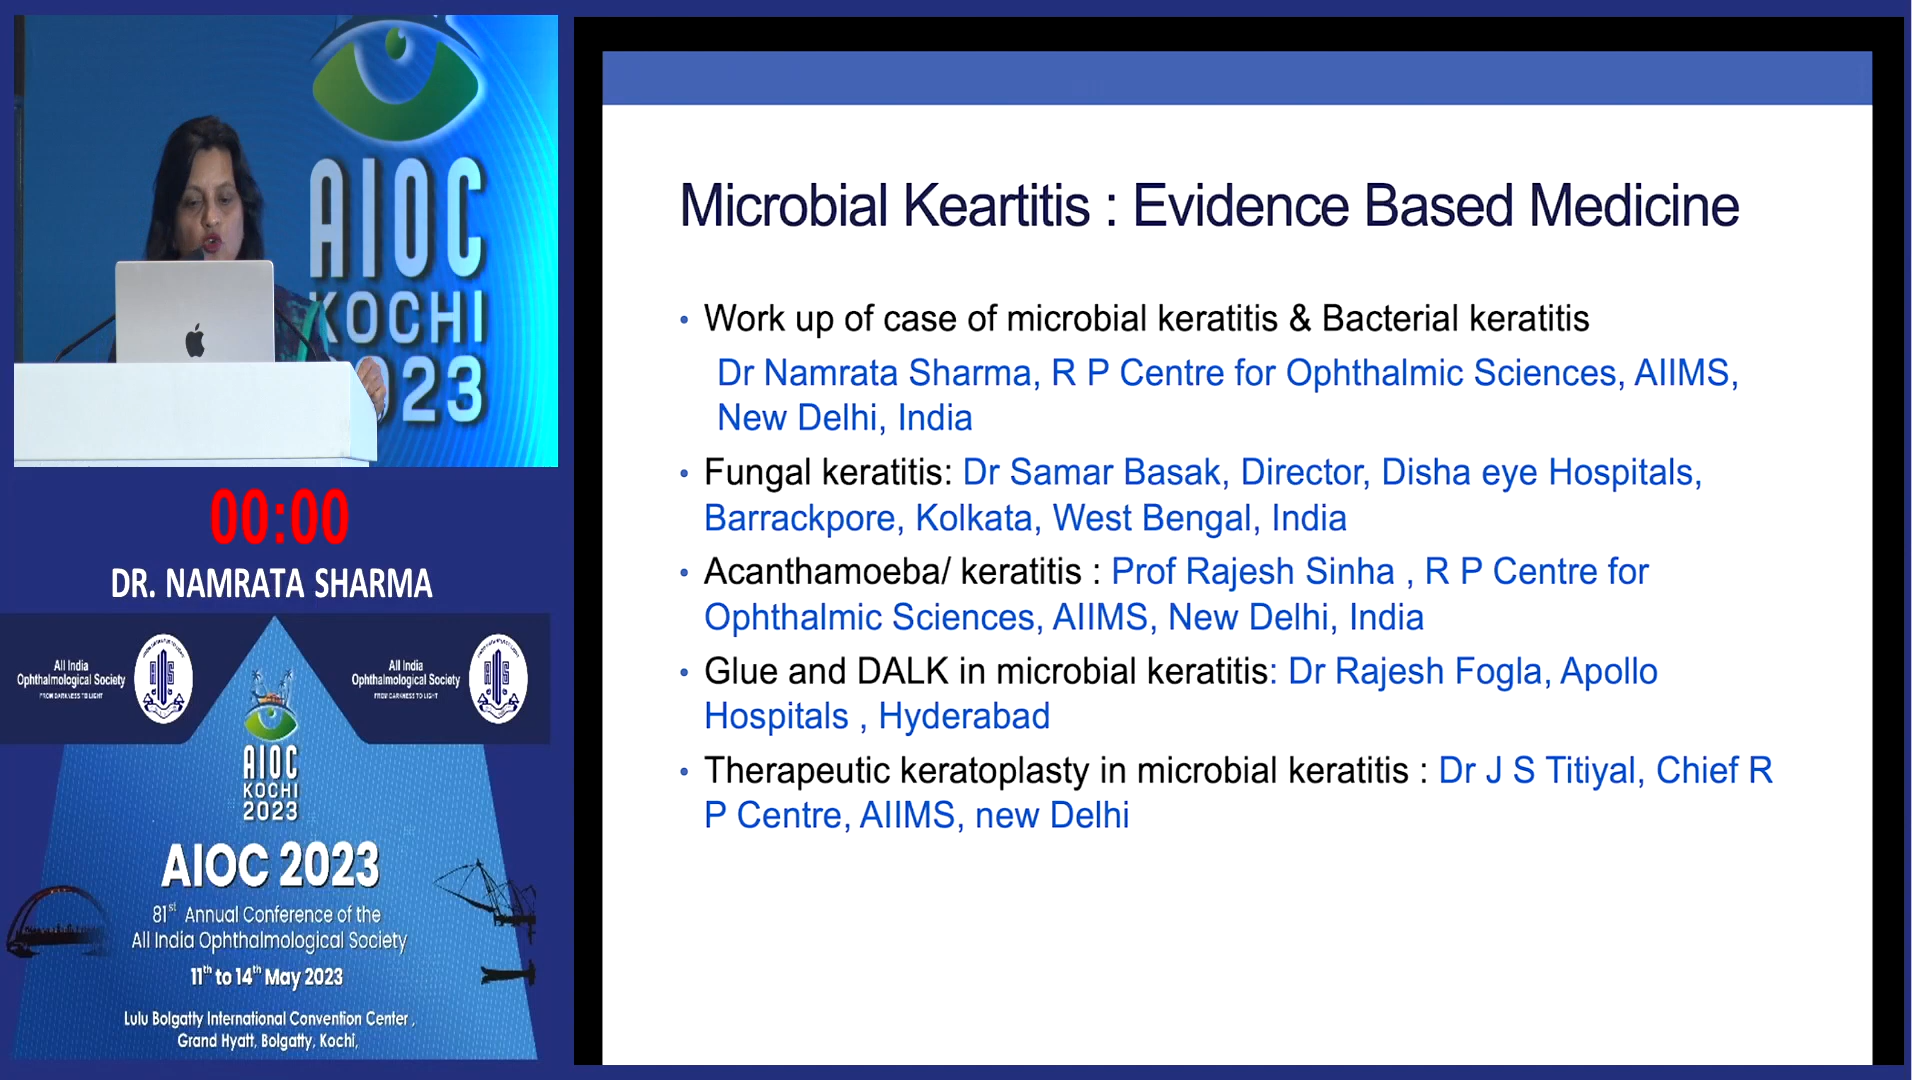 AIOC
KOCHI
2023
00:00
DR. NAMRATA SHARMA
All India
Ophthalmological Society
FROM DARKNESS TO LIGHT
All India
Ophthalmological Society
FROM DARKNESS TO LIGHT
AIOC
KOCHI
2023
AIOC 2023
81st Annual Conference of the
All India Ophthalmological Society
11th to 14th May 2023
Lulu Bolgatty International Convention Center ,
Grand Hyatt, Bolgatty, Kochi,
Microbial Keartitis : Evidence Based Medicine
• Work up of case of microbial keratitis & Bacterial keratitis
Dr Namrata Sharma, R P Centre for Ophthalmic Sciences, AIIMS,
New Delhi, India
• Fungal keratitis: Dr Samar Basak, Director, Disha eye Hospitals,
Barrackpore, Kolkata, West Bengal, India
• Acanthamoeba/ keratitis : Prof Rajesh Sinha , R P Centre for
Ophthalmic Sciences, AIIMS, New Delhi, India
• Glue and DALK in microbial keratitis: Dr Rajesh Fogla, Apollo
Hospitals , Hyderabad
• Therapeutic keratoplasty in microbial keratitis : Dr J S Titiyal, Chief R
P Centre, AIIMS, new Delhi